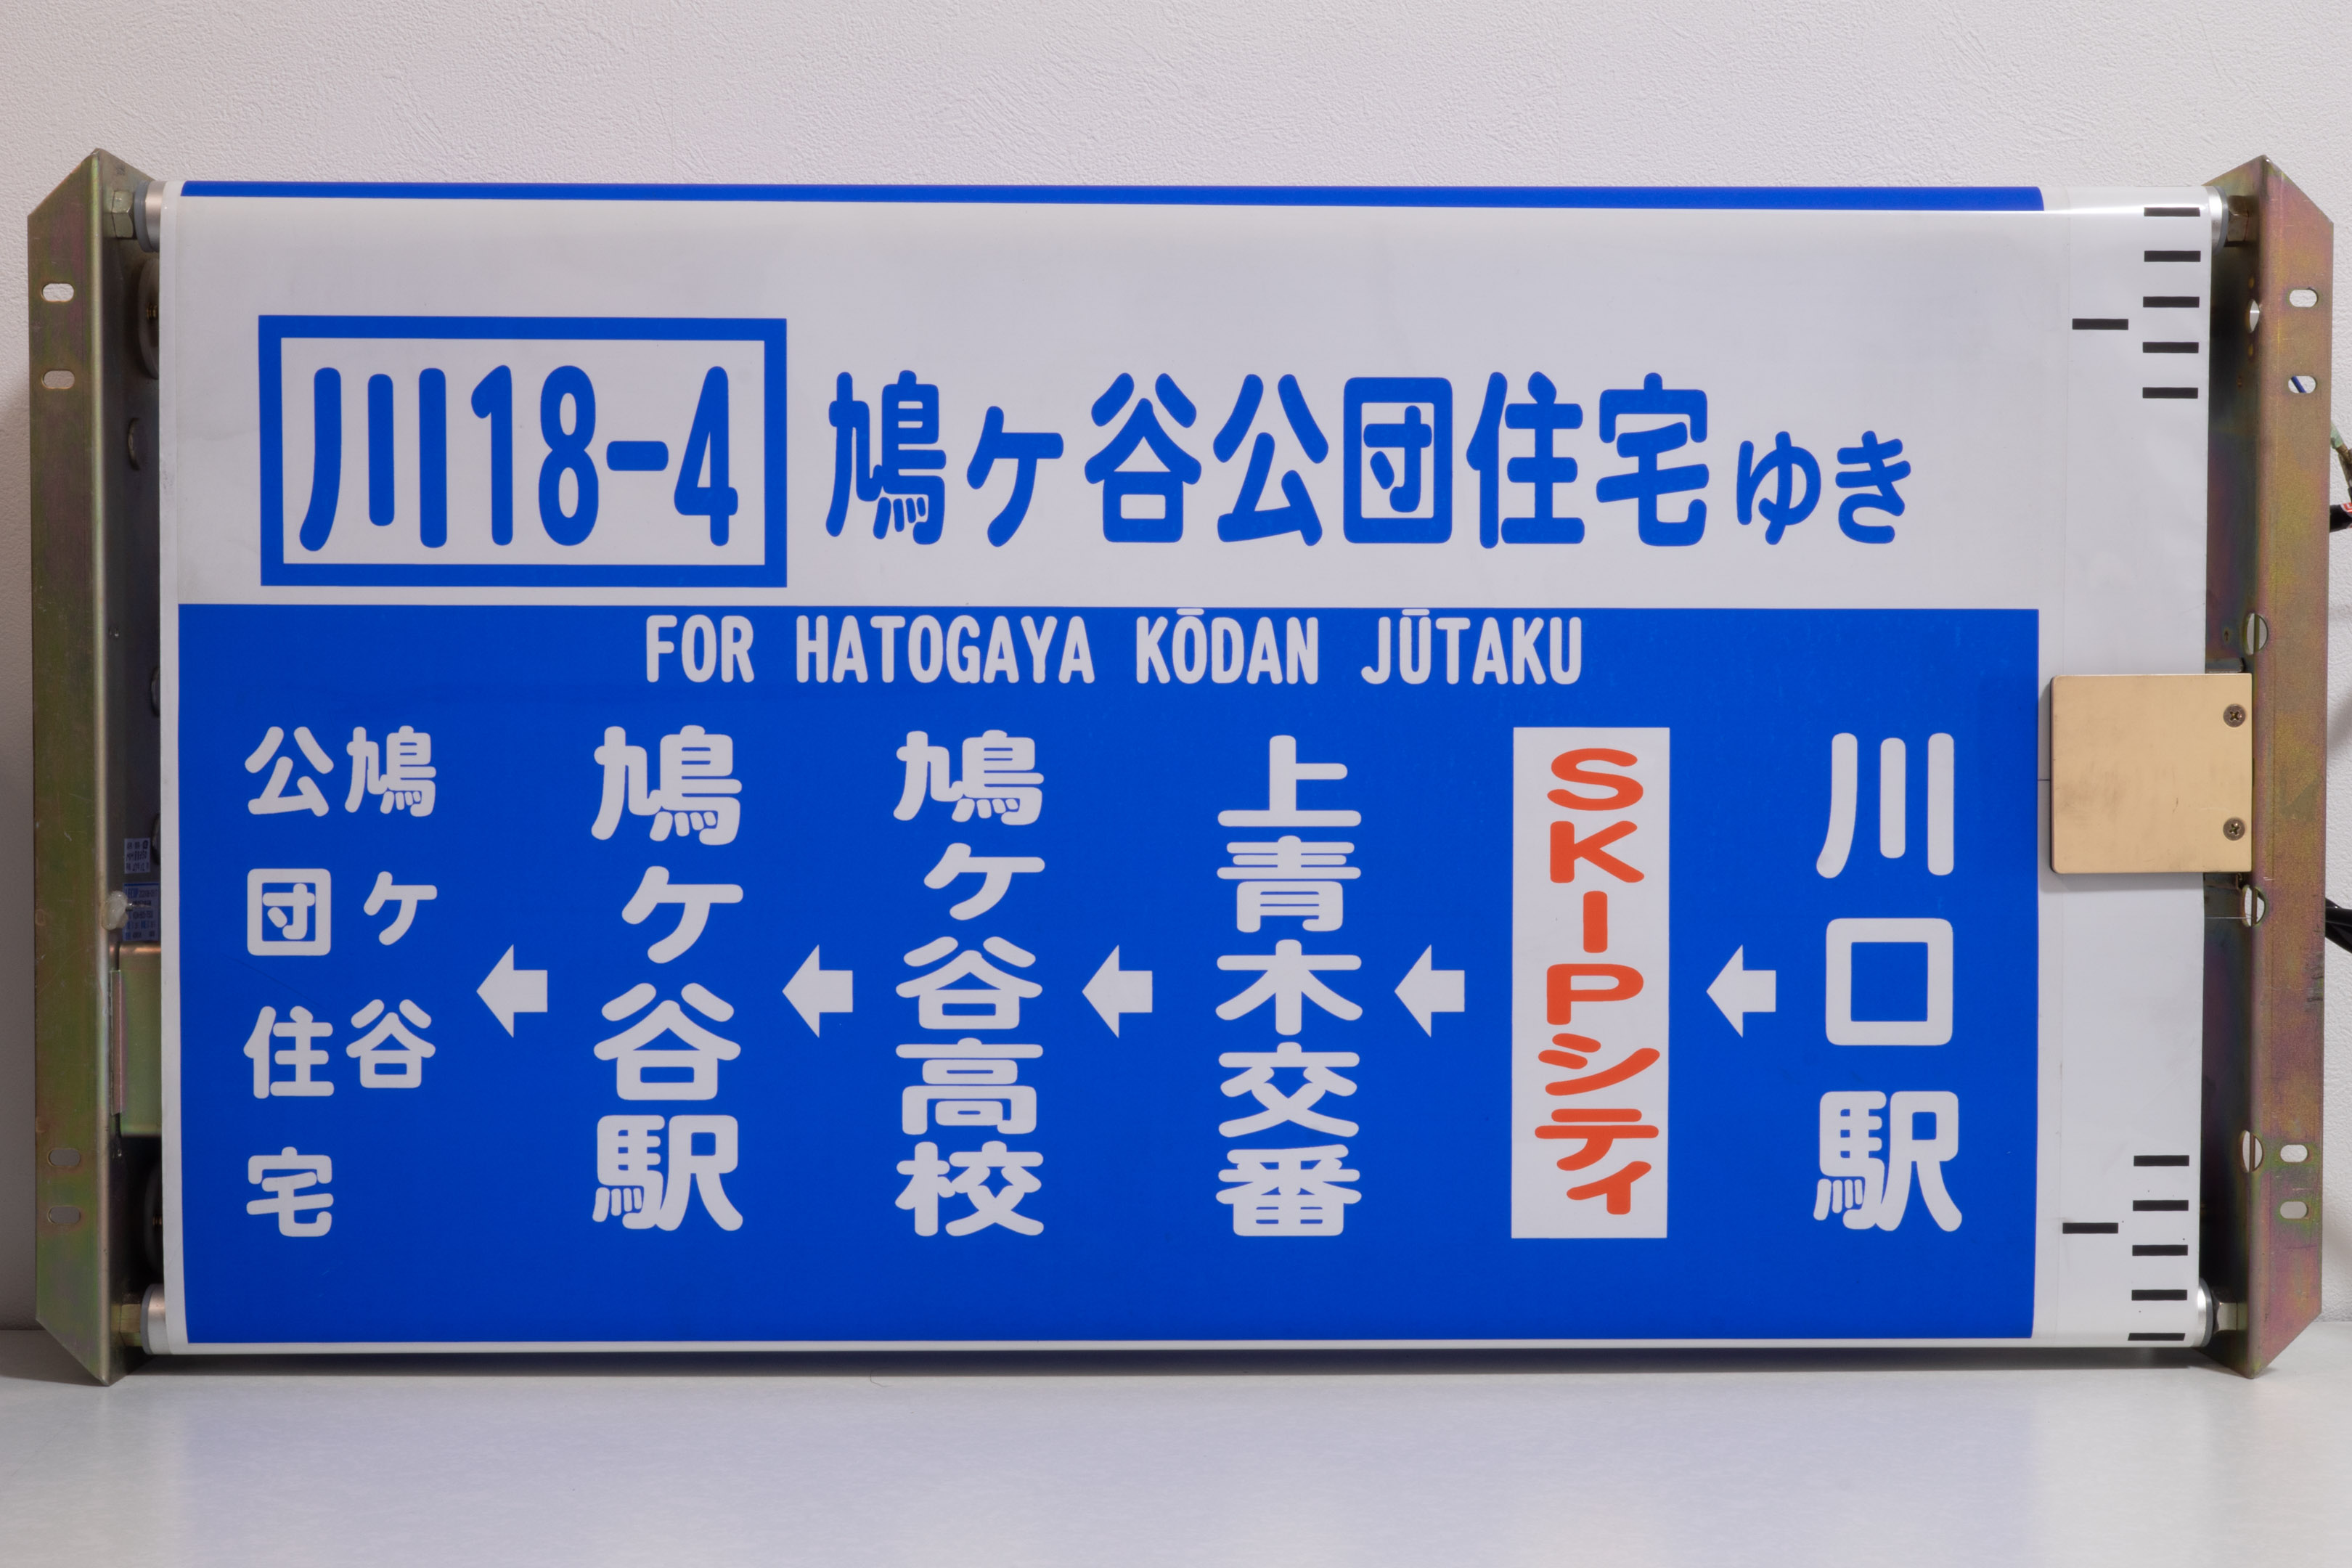 川18-4 鳩ヶ谷公団住宅ゆき
FOR HATOGAYA KŌDAN JŪTAKU
川口駅
←
SKIPシティ
←
上青木交番
←
鳩ヶ谷高校
←
鳩ヶ谷駅
←
鳩ヶ谷
公団住宅